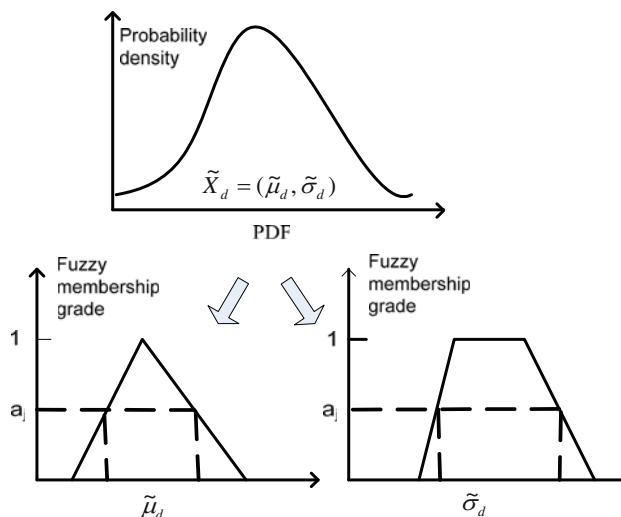 Probability
density
X̃_d = (μ̃_d, σ̃_d)
PDF
Fuzzy
membership
grade
1
a_j
μ̃_d
Fuzzy
membership
grade
1
a_j
σ̃_d